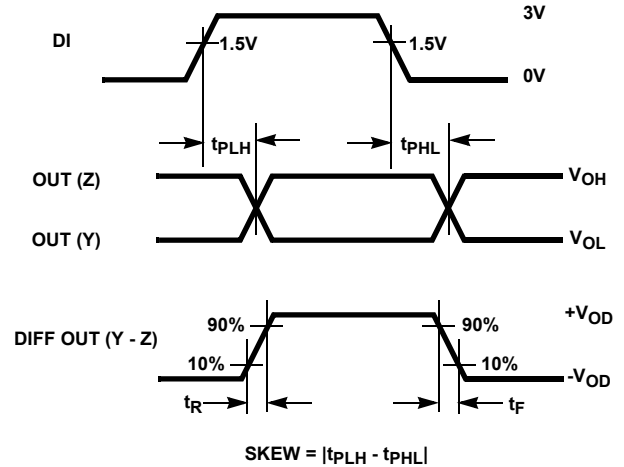 3V
DI
1.5V
1.5V
0V
tPLH
tPHL
OUT (Z)
VOH
OUT (Y)
VOL
+VOD
90%
90%
DIFF OUT (Y - Z)
10%
10%
-VOD
tR
tF
SKEW = |tPLH - tPHL|